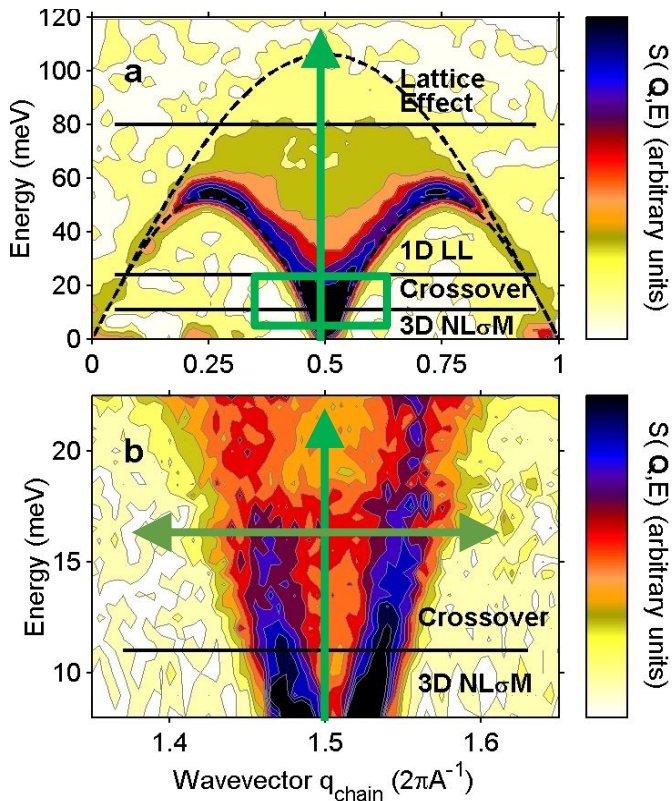 120
100
80
60
40
20
0
Energy (meV)
a
Lattice
Effect
1D LL
Crossover
3D NLσM
0 0.25 0.5 0.75 1
S( Q,E) (arbitrary units)
20
15
10
Energy (meV)
b
Crossover
3D NLσM
1.4 1.5 1.6
Wavevector q_chain (2πA⁻¹)
S( Q,E) (arbitrary units)